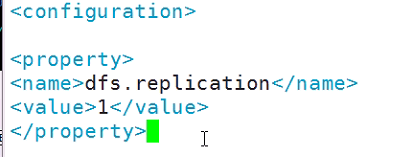 <configuration>
<property>
<name>dfs.replication</name>
<value>1</value>
</property>